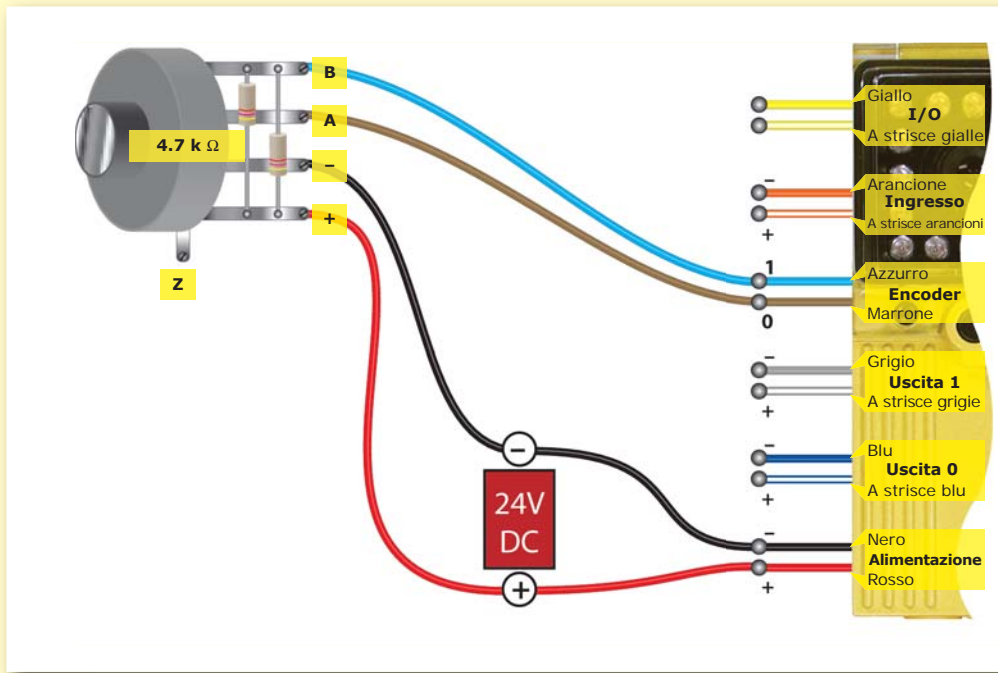 B
A
4.7 k Ω
−
+
Z
Giallo
I/O
A strisce gialle
−
Arancione
Ingresso
A strisce arancioni
+
1
Azzurro
Encoder
Marrone
0
−
Grigio
Uscita 1
A strisce grigie
+
−
Blu
Uscita 0
A strisce blu
+
−
24V
DC
+
−
Nero
Alimentazione
Rosso
+